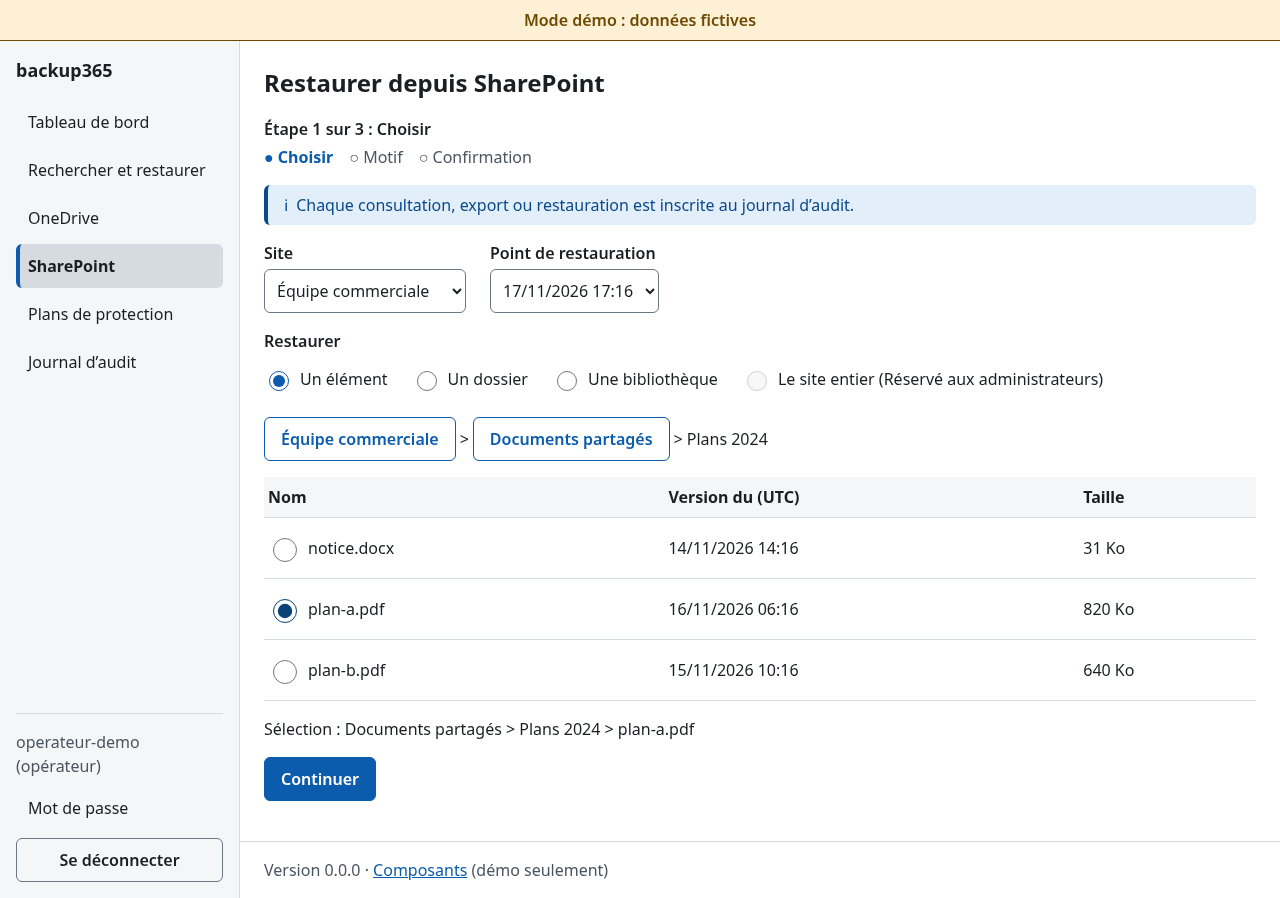 Mode démo : données fictives
backup365
Tableau de bord
Rechercher et restaurer
OneDrive
SharePoint
Plans de protection
Journal d’audit
operateur-demo
(opérateur)
Mot de passe
Se déconnecter
Restaurer depuis SharePoint
Étape 1 sur 3 : Choisir
● Choisir ○ Motif ○ Confirmation
i Chaque consultation, export ou restauration est inscrite au journal d’audit.
Site Point de restauration
Équipe commerciale 17/11/2026 17:16
Restaurer
Un élément Un dossier Une bibliothèque Le site entier (Réservé aux administrateurs)
Équipe commerciale > Documents partagés > Plans 2024
Nom Version du (UTC) Taille
notice.docx 14/11/2026 14:16 31 Ko
plan-a.pdf 16/11/2026 06:16 820 Ko
plan-b.pdf 15/11/2026 10:16 640 Ko
Sélection : Documents partagés > Plans 2024 > plan-a.pdf
Continuer
Version 0.0.0 · Composants (démo seulement)